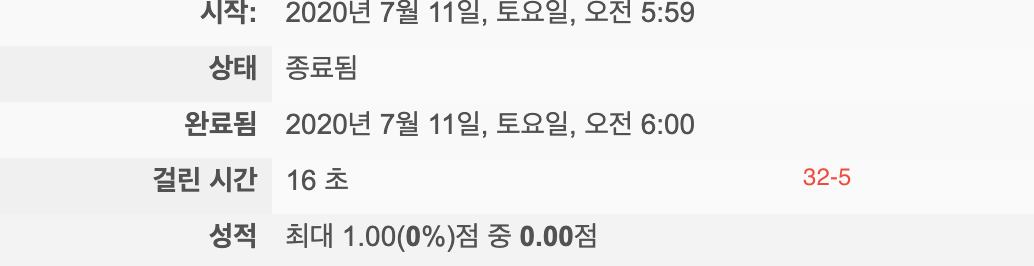 시작: 2020년 7월 11일, 토요일, 오전 5:59
상태 종료됨
완료됨 2020년 7월 11일, 토요일, 오전 6:00
걸린 시간 16 초 32-5
성적 최대 1.00(0%)점 중 0.00점